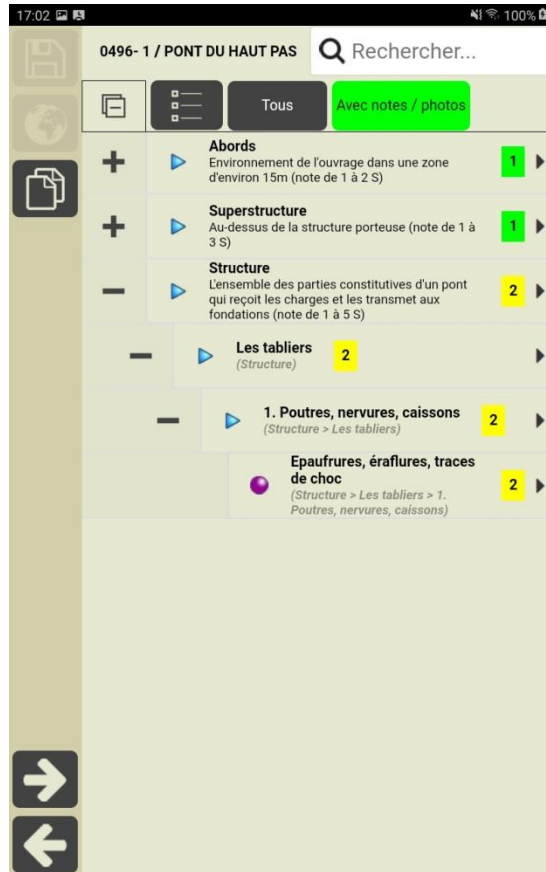 17:02 100%
0496- 1 / PONT DU HAUT PAS Rechercher...
Tous Avec notes / photos
Abords
Environnement de l'ouvrage dans une zone
d'environ 15m (note de 1 à 2 S)
1
Superstructure
Au-dessus de la structure porteuse (note de 1 à
3 S)
1
Structure
L'ensemble des parties constitutives d'un pont
qui reçoit les charges et les transmet aux
fondations (note de 1 à 5 S)
2
Les tabliers
(Structure)
2
1. Poutres, nervures, caissons
(Structure > Les tabliers)
2
Epaufrures, éraflures, traces
de choc
(Structure > Les tabliers > 1.
Poutres, nervures, caissons)
2